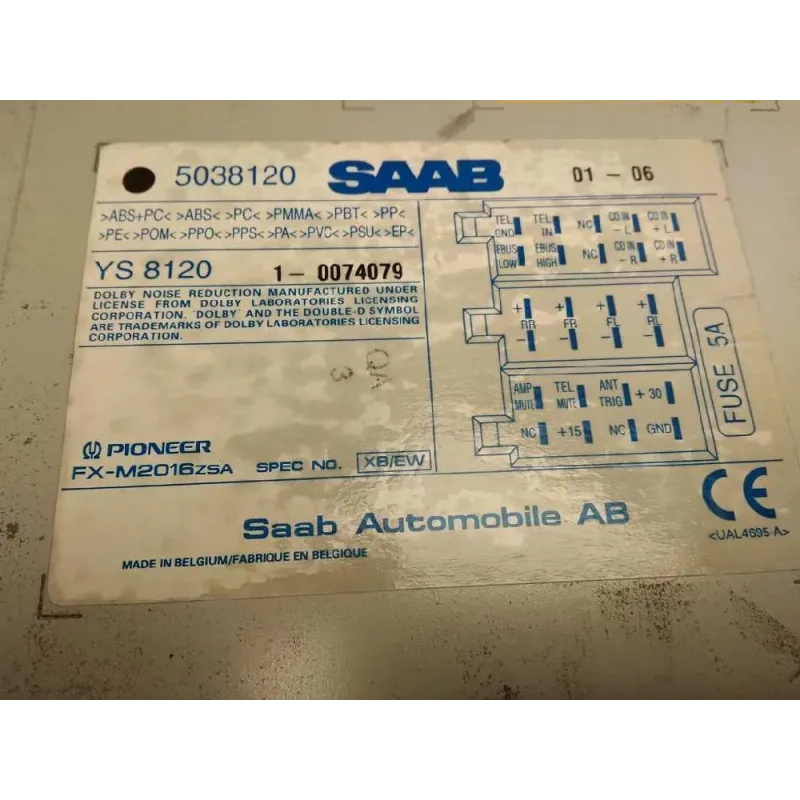 5038120 SAAB 01 - 06
>ABS+PC< >ABS< >PC< >PMMA< >PBT< >PP<
>PE< >POM< >PPO< >PPS< >PA< >PVC< >PSU< >EP<
YS 8120 1- 0074079
DOLBY NOISE REDUCTION MANUFACTURED UNDER
LICENSE FROM DOLBY LABORATORIES LICENSING
CORPORATION. "DOLBY" AND THE DOUBLE-D SYMBOL
ARE TRADEMARKS OF DOLBY LABORATORIES LICENSING
CORPORATION.
QA
3
PIONEER
FX-M2016ZSA SPEC NO. XB/EW
TEL GND TEL IN NC CD IN -L CD IN +L
EBUS LOW EBUS HIGH NC CD IN -R CD IN +R
+ + + +
RR FR FL RL
- - - -
AMP MUTE TEL MUTE ANT TRIG +30
NC +15 NC GND
FUSE 5A
Saab Automobile AB
CE
<UAL4695 A>
MADE IN BELGIUM/FABRIQUE EN BELGIQUE